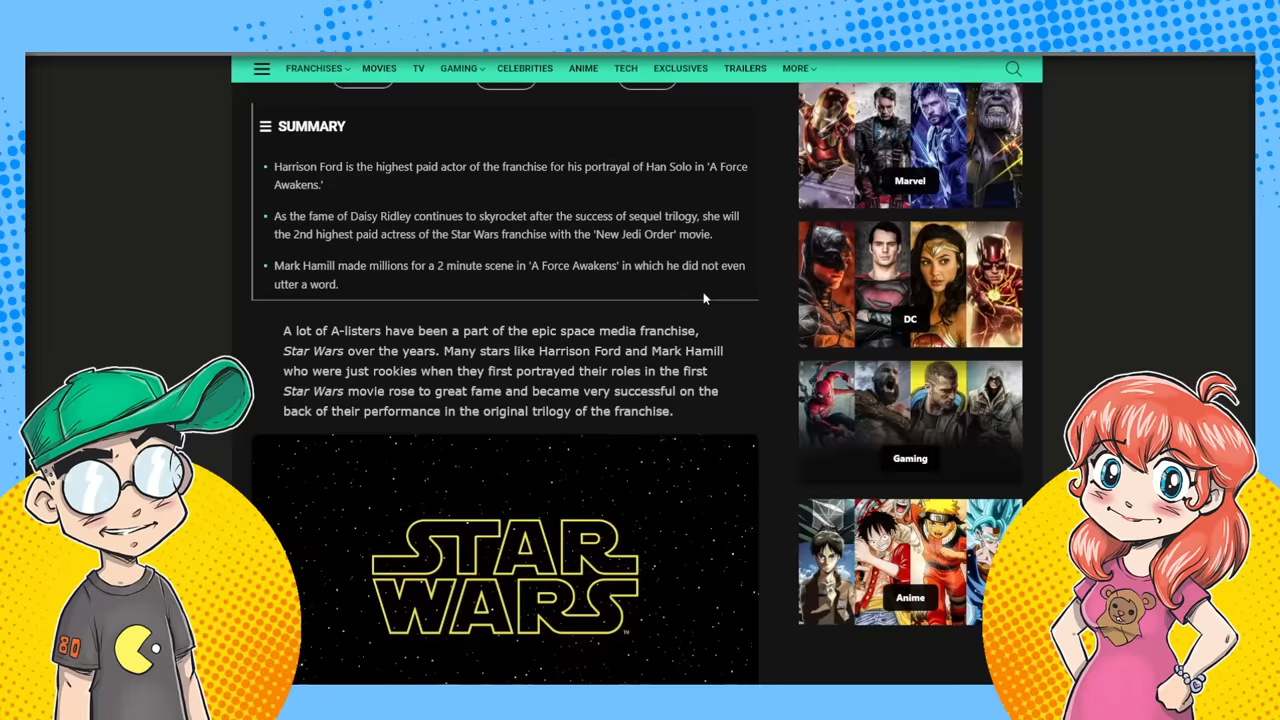 FRANCHISES MOVIES TV GAMING CELEBRITIES ANIME TECH EXCLUSIVES TRAILERS MORE
SUMMARY
Harrison Ford is the highest paid actor of the franchise for his portrayal of Han Solo in 'A Force
Awakens.'
As the fame of Daisy Ridley continues to skyrocket after the success of sequel trilogy, she will
the 2nd highest paid actress of the Star Wars franchise with the 'New Jedi Order' movie.
Mark Hamill made millions for a 2 minute scene in 'A Force Awakens' in which he did not even
utter a word.
A lot of A-listers have been a part of the epic space media franchise,
Star Wars over the years. Many stars like Harrison Ford and Mark Hamill
who were just rookies when they first portrayed their roles in the first
Star Wars movie rose to great fame and became very successful on the
back of their performance in the original trilogy of the franchise.
STAR
WARS
TM
Marvel
DC
Gaming
Anime
80